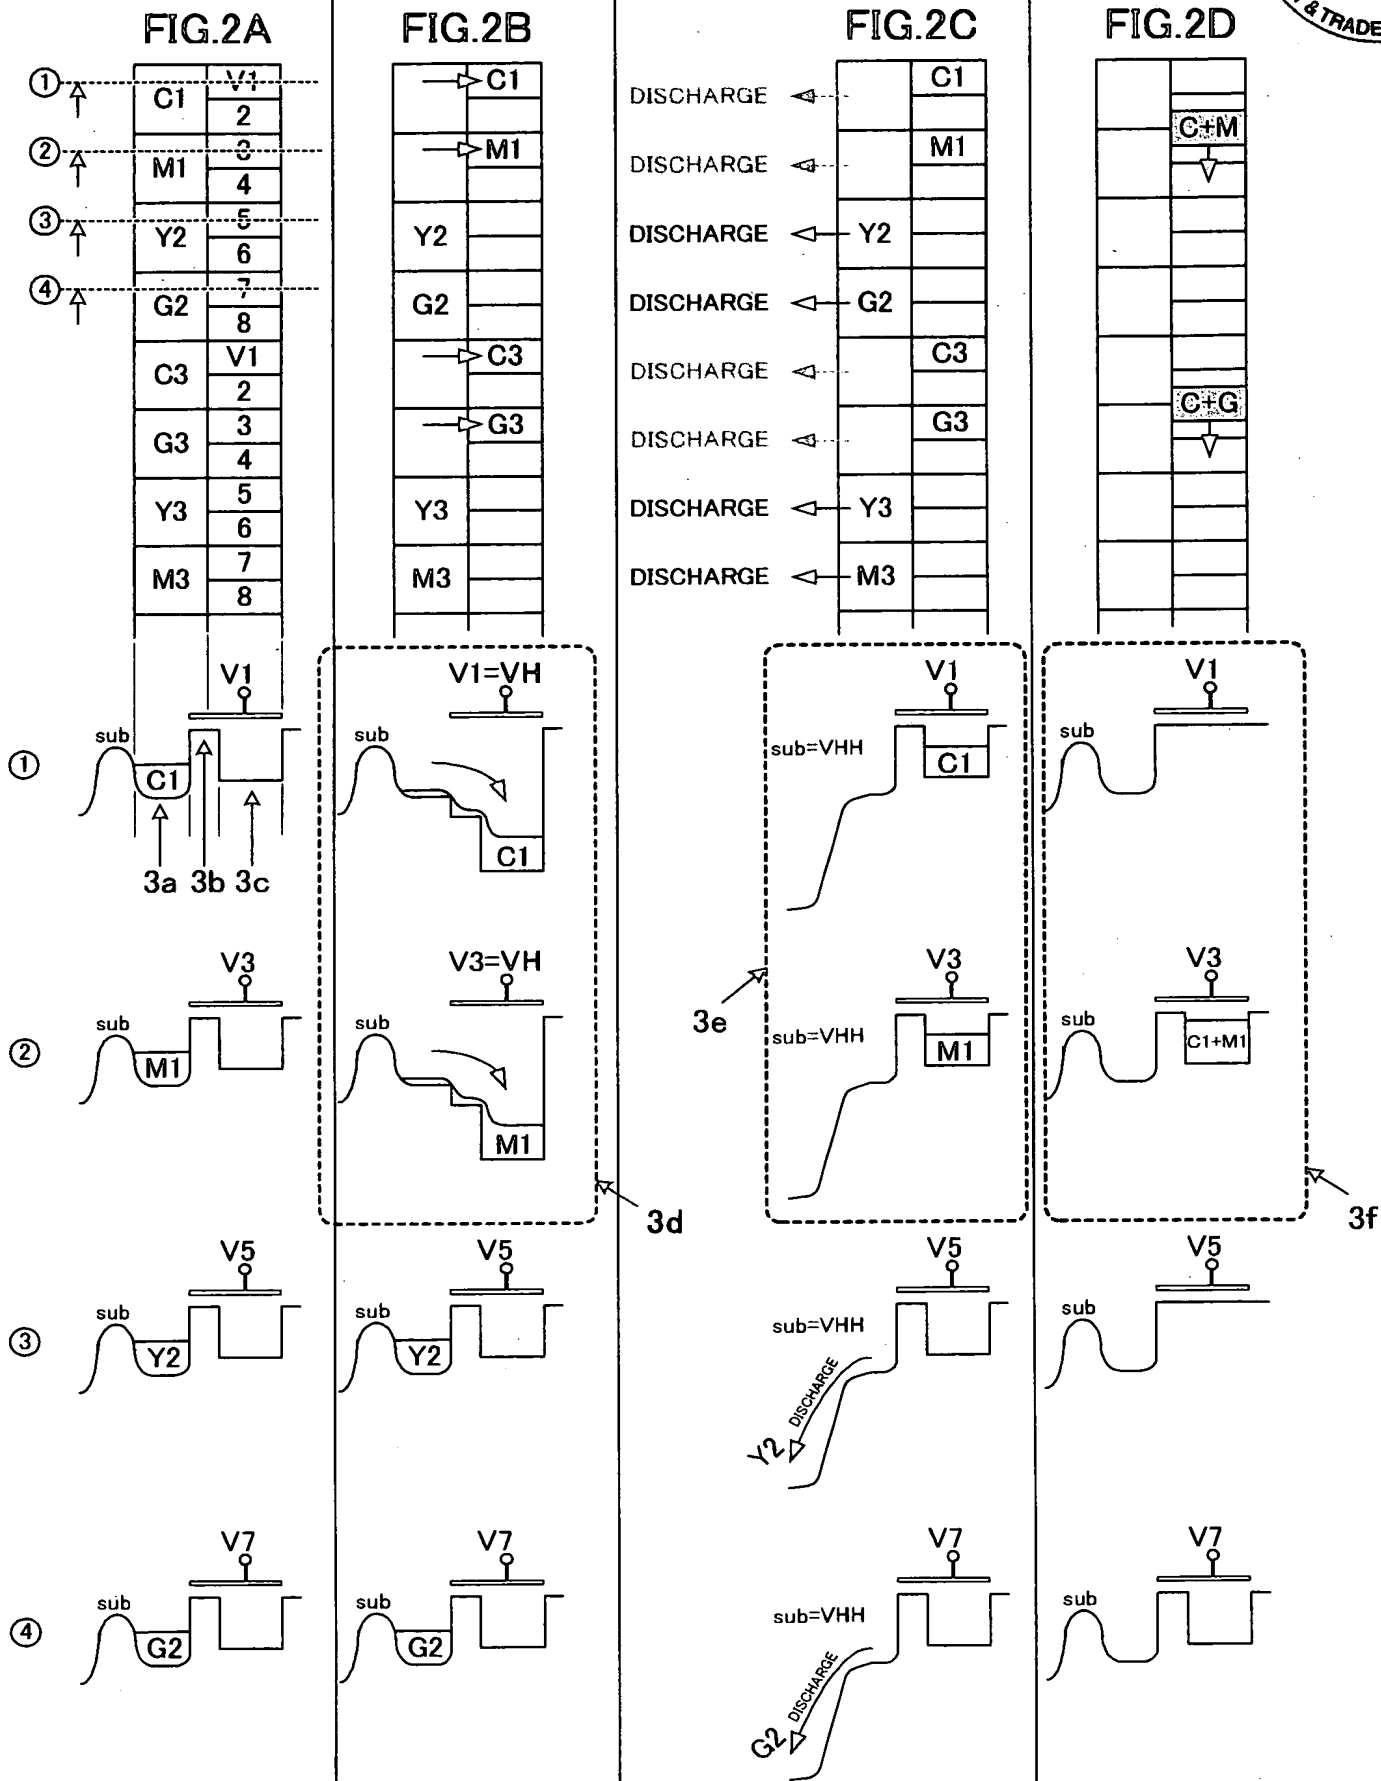 & TRADE
FIG.2A FIG.2B FIG.2C FIG.2D
① C1 V1 C1 DISCHARGE C1
2
C+M
② M1 3 M1 DISCHARGE M1
4
③ Y2 5 Y2 DISCHARGE Y2
6
④ G2 7 G2 DISCHARGE G2
8
C3 V1 C3 DISCHARGE C3
2
C+G
G3 3 G3 DISCHARGE G3
4
Y3 5 Y3 DISCHARGE Y3
6
M3 7 M3 DISCHARGE M3
8
V1 V1=VH V1 V1
① sub C1 sub C1 sub=VHH C1 sub
3a 3b 3c
V3 V3=VH V3 V3
3e
② sub M1 sub M1 sub=VHH M1 sub C1+M1
3d 3f
V5 V5 V5 V5
③ sub Y2 sub Y2 sub=VHH sub
DISCHARGE
Y2
V7 V7 V7 V7
④ sub G2 sub G2 sub=VHH sub
DISCHARGE
G2